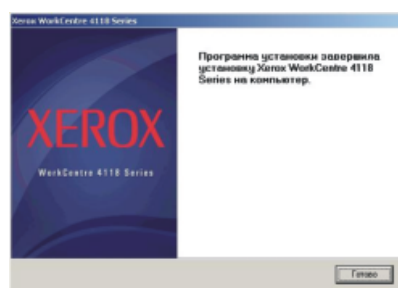 Xerox WorkCentre 4118 Series
Программа установки завершила
установку Xerox WorkCentre 4118
Series на компьютер.
XEROX
WorkCentre 4118 Series
Готово